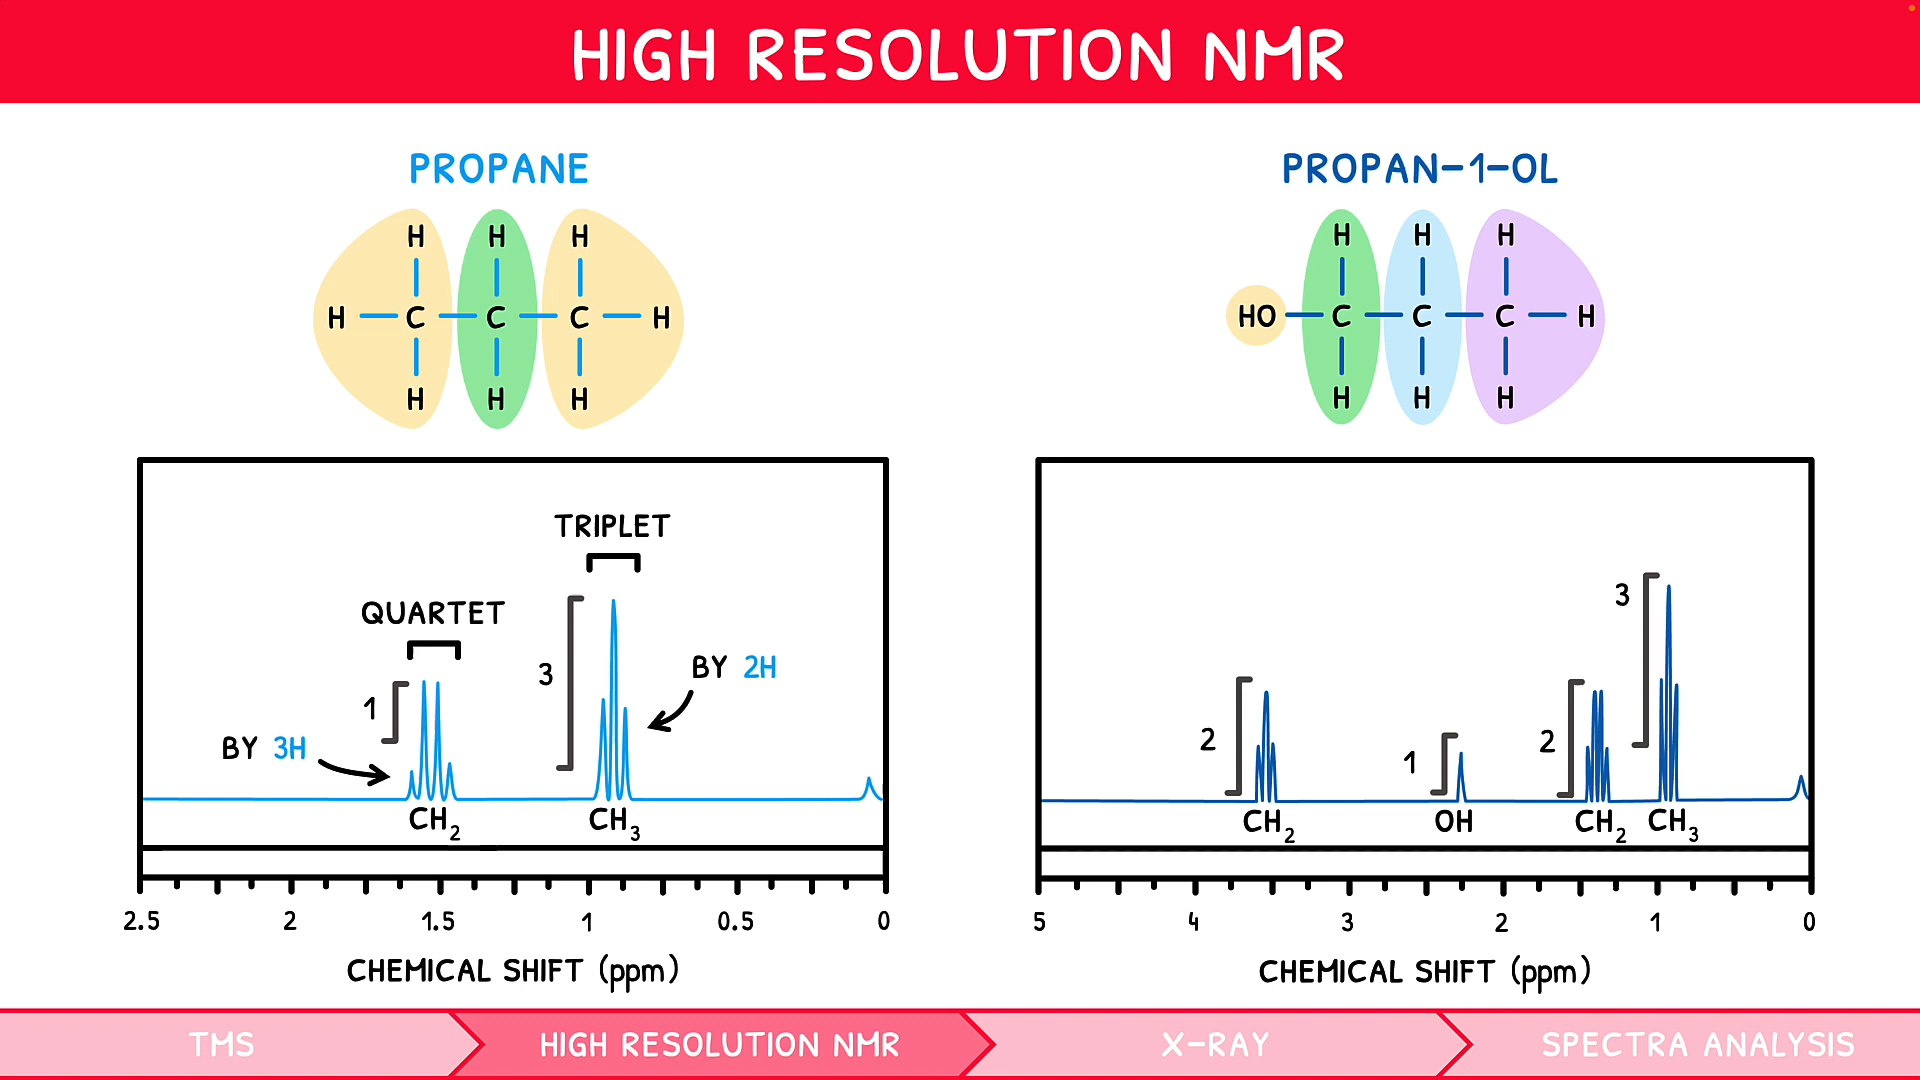 HIGH RESOLUTION NMR
PROPANE
H H H
H C C C H
H H H
TRIPLET
QUARTET
3
BY 2H
1
BY 3H
CH2
CH3
2.5 2 1.5 1 0.5 0
CHEMICAL SHIFT (ppm)
PROPAN-1-OL
H H H
HO C C C H
H H H
3
2
1
2
CH2
OH
CH2
CH3
5 4 3 2 1 0
CHEMICAL SHIFT (ppm)
TMS
HIGH RESOLUTION NMR
X-RAY
SPECTRA ANALYSIS